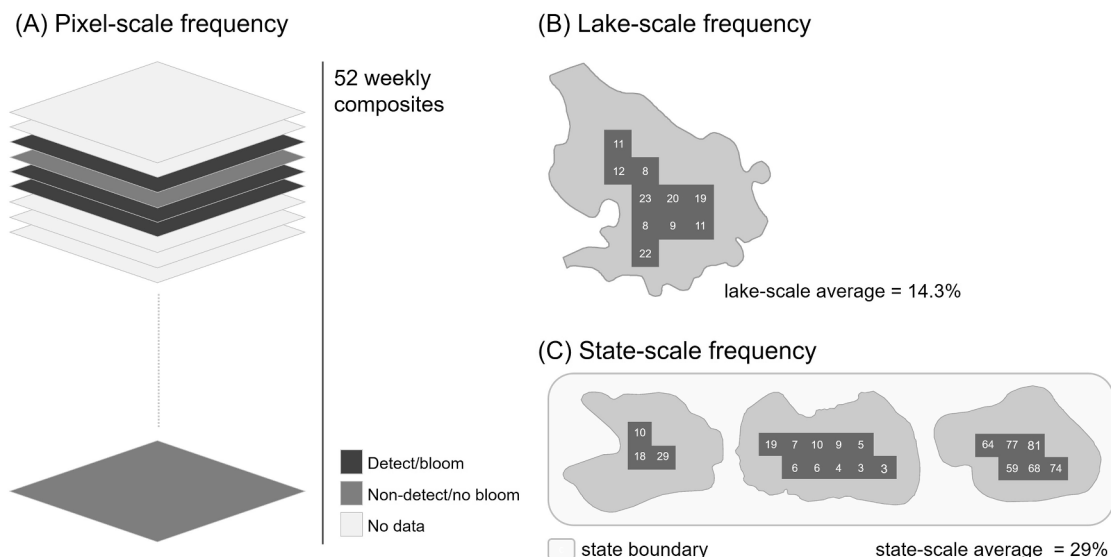 (A) Pixel-scale frequency
52 weekly
composites
Detect/bloom
Non-detect/no bloom
No data
(B) Lake-scale frequency
11
12 8
23 20 19
8 9 11
22
lake-scale average = 14.3%
(C) State-scale frequency
10
18 29
19 7 10 9 5
6 6 4 3 3
64 77 81
59 68 74
state boundary
state-scale average = 29%